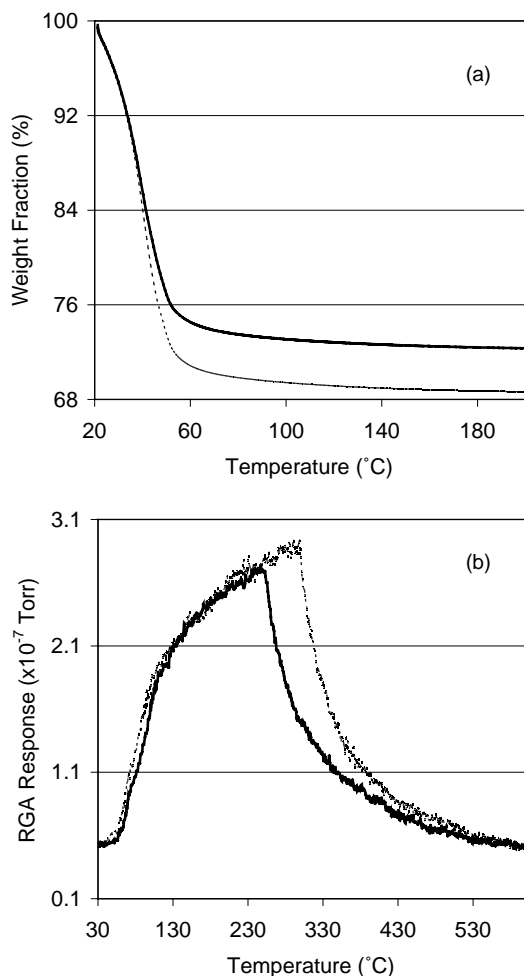 100
92
84
76
68
Weight Fraction (%)
(a)
20 60 100 140 180
Temperature (˚C)
3.1
2.1
1.1
0.1
RGA Response (x10⁻⁷ Torr)
(b)
30 130 230 330 430 530
Temperature (˚C)